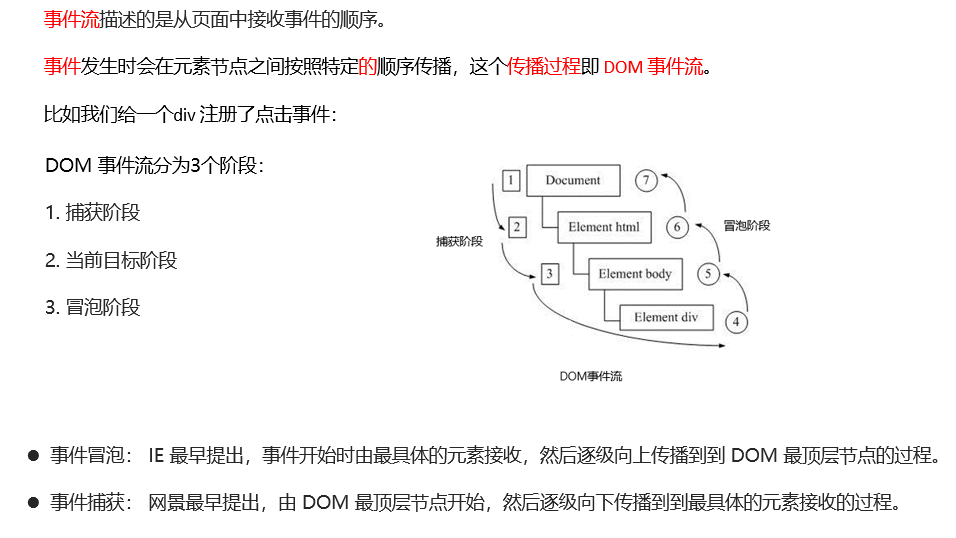 事件流描述的是从页面中接收事件的顺序。
事件发生时会在元素节点之间按照特定的顺序传播，这个传播过程即 DOM 事件流。
比如我们给一个div 注册了点击事件：
DOM 事件流分为3个阶段：
1. 捕获阶段
2. 当前目标阶段
3. 冒泡阶段
1 Document 7
2 Element html 6 冒泡阶段
捕获阶段
3 Element body 5
Element div 4
DOM事件流
● 事件冒泡： IE 最早提出，事件开始时由最具体的元素接收，然后逐级向上传播到到 DOM 最顶层节点的过程。
● 事件捕获： 网景最早提出，由 DOM 最顶层节点开始，然后逐级向下传播到到最具体的元素接收的过程。